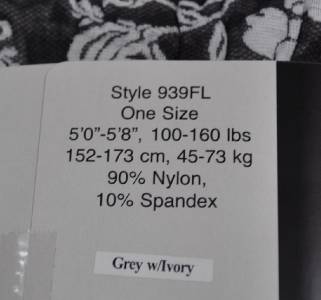 Style 939FL
One Size
5'0"-5'8", 100-160 lbs
152-173 cm, 45-73 kg
90% Nylon,
10% Spandex
Grey w/Ivory